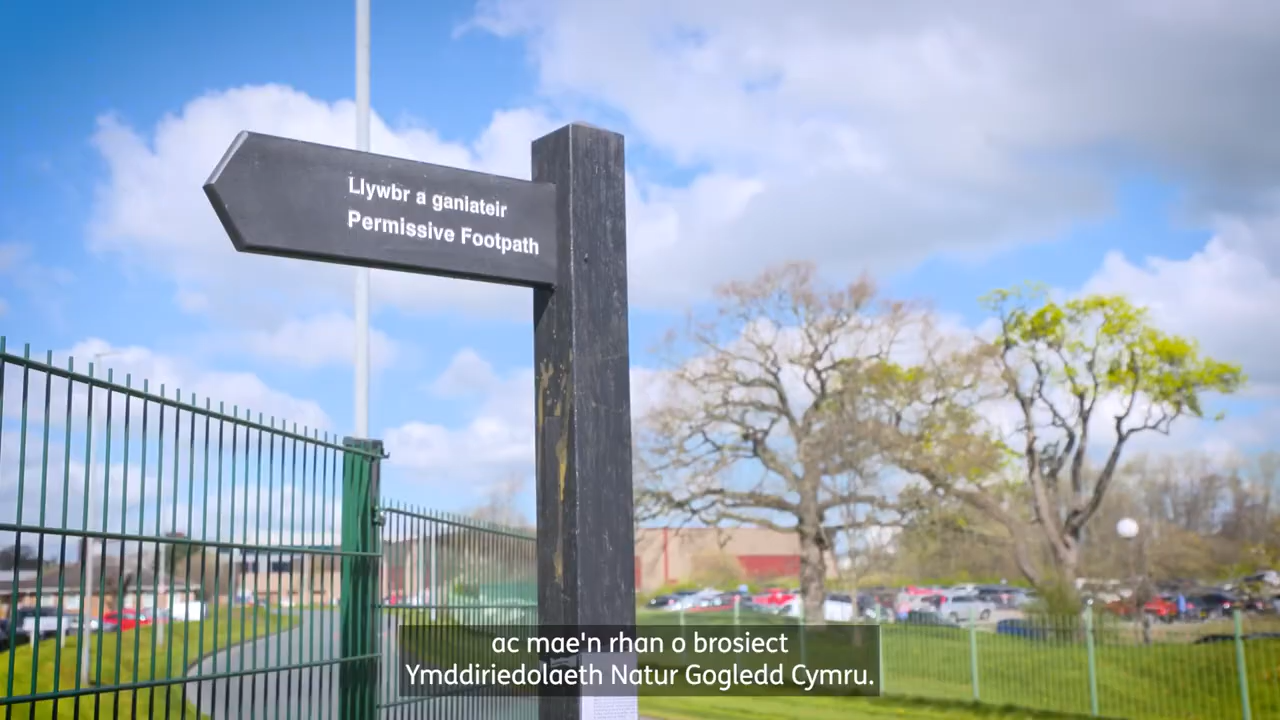 Llywbr a ganiateir
Permissive Footpath
ac mae'n rhan o brosiect
Ymddiriedolaeth Natur Gogledd Cymru.